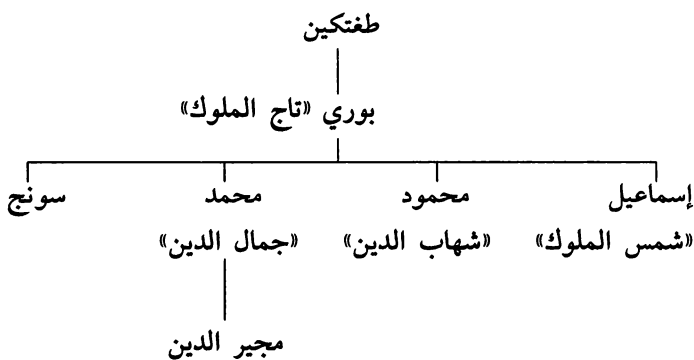 طغتكين
بوري «تاج الملوك»
إسماعيل محمود محمد سونج
«شمس الملوك» «شهاب الدين» «جمال الدين»
مجير الدين